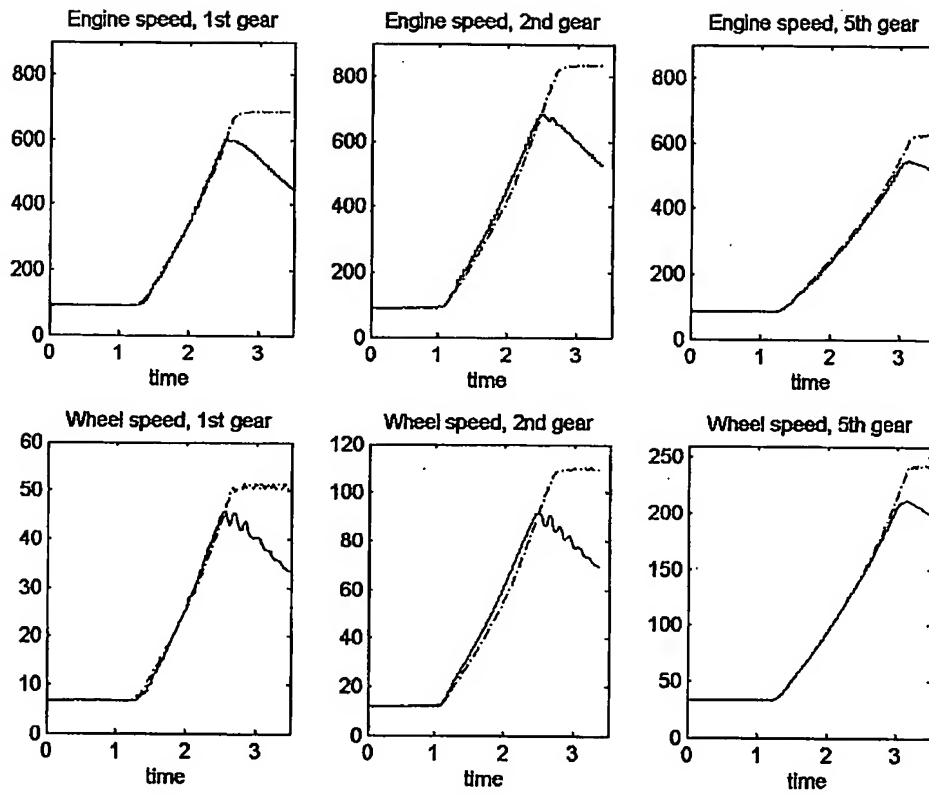 Engine speed, 1st gear
800
600
400
200
0
0 1 2 3
time
Engine speed, 2nd gear
800
600
400
200
0
0 1 2 3
time
Engine speed, 5th gear
800
600
400
200
0
0 1 2 3
time
Wheel speed, 1st gear
60
50
40
30
20
10
0
0 1 2 3
time
Wheel speed, 2nd gear
120
100
80
60
40
20
0
0 1 2 3
time
Wheel speed, 5th gear
250
200
150
100
50
0
0 1 2 3
time